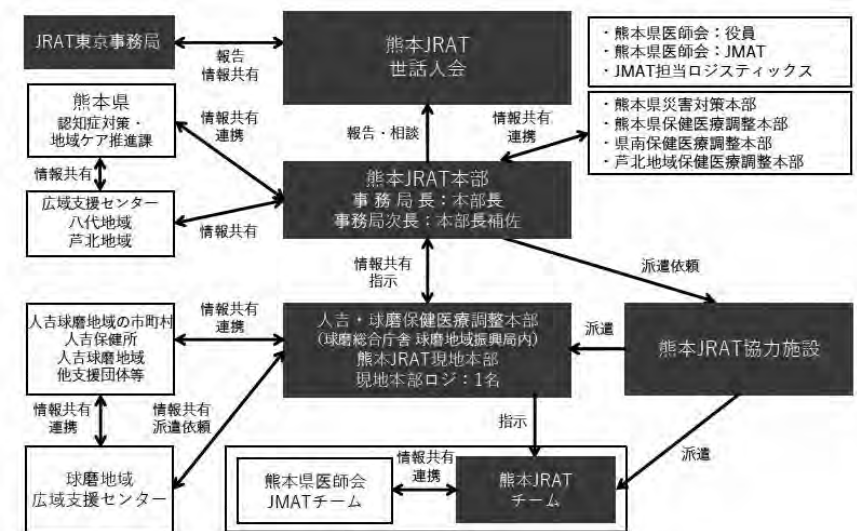 JRAT東京事務局
報告
情報共有
熊本JRAT
世話人会
・熊本県医師会：役員
・熊本県医師会：JMAT
・JMAT担当ロジスティックス
熊本県
認知症対策・
地域ケア推進課
情報共有
連携
報告・相談
情報共有
連携
・熊本県災害対策本部
・熊本県保健医療調整本部
・県南保健医療調整本部
・芦北地域保健医療調整本部
情報共有
広域支援センター
八代地域
芦北地域
情報共有
熊本JRAT本部
事務局長：本部長
事務局次長：本部長補佐
情報共有
指示
派遣依頼
人吉球磨地域の市町村
人吉保健所
人吉球磨地域
他支援団体等
情報共有
連携
人吉・球磨保健医療調整本部
(球磨総合庁舎 球磨地域振興局内)
熊本JRAT現地本部
現地本部ロジ：1名
派遣
熊本JRAT協力施設
情報共有
連携
情報共有
派遣依頼
指示
派遣
球磨地域
広域支援センター
熊本県医師会
JMATチーム
情報共有
連携
熊本JRAT
チーム